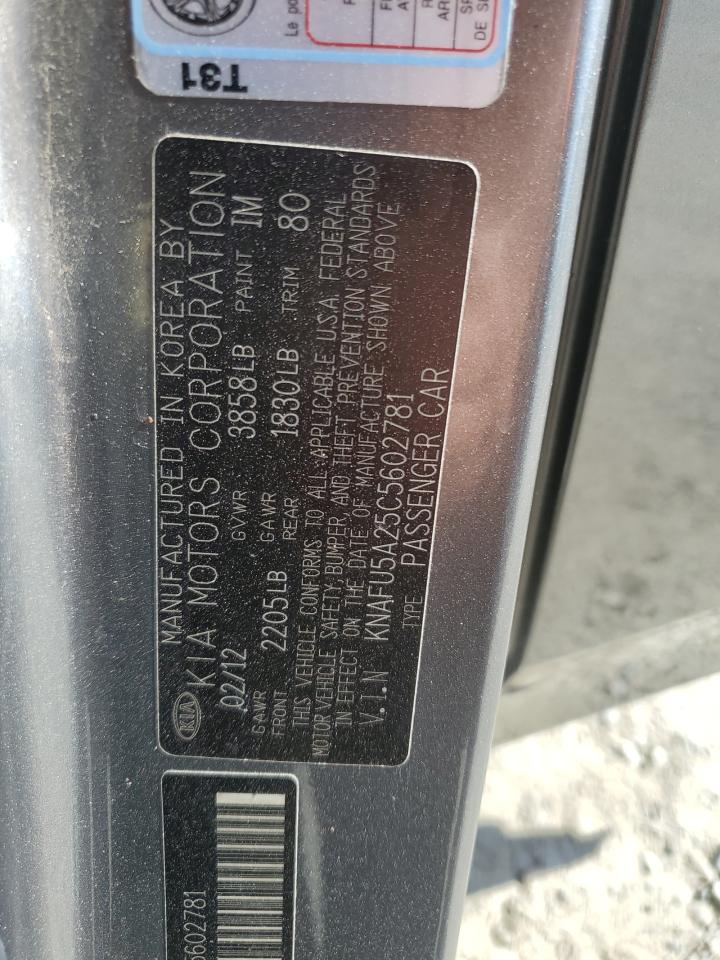 MANUFACTURED IN KOREA BY
KIA KIA MOTORS CORPORATION
02/12 GVWR 3858LB PAINT IM
GAWR FRONT 2205LB GAWR REAR 1830LB TRIM 80
THIS VEHICLE CONFORMS TO ALL APPLICABLE U.S.A. FEDERAL
MOTOR VEHICLE SAFETY, BUMPER AND THEFT PREVENTION STANDARDS
IN EFFECT ON THE DATE OF MANUFACTURE SHOWN ABOVE
V.I.N KNAFU5A25C5602781
TYPE PASSENGER CAR
5602781
T31
Le